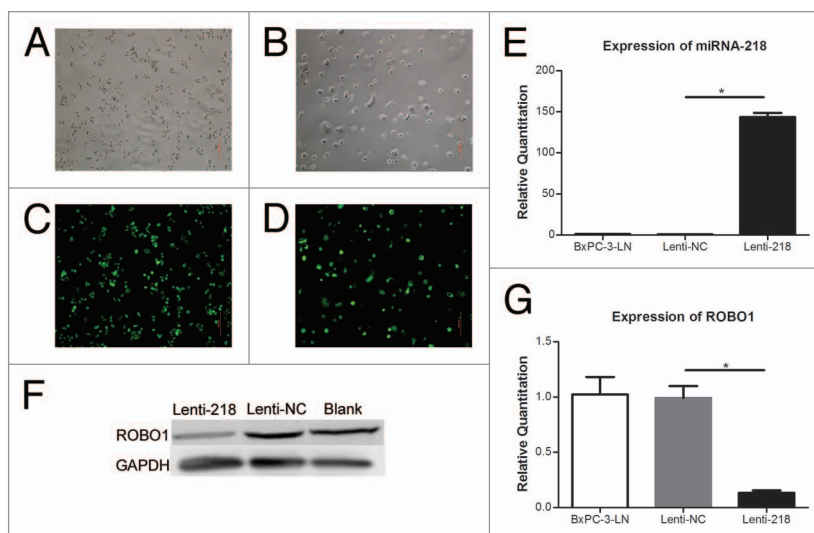 A
B
C
D
E
Expression of miRNA-218
Relative Quantitation
200
150
100
50
0
*
BxPC-3-LN Lenti-NC Lenti-218
F
Lenti-218 Lenti-NC Blank
ROBO1
GAPDH
G
Expression of ROBO1
Relative Quantitation
1.5
1.0
0.5
0.0
*
BxPC-3-LN Lenti-NC Lenti-218